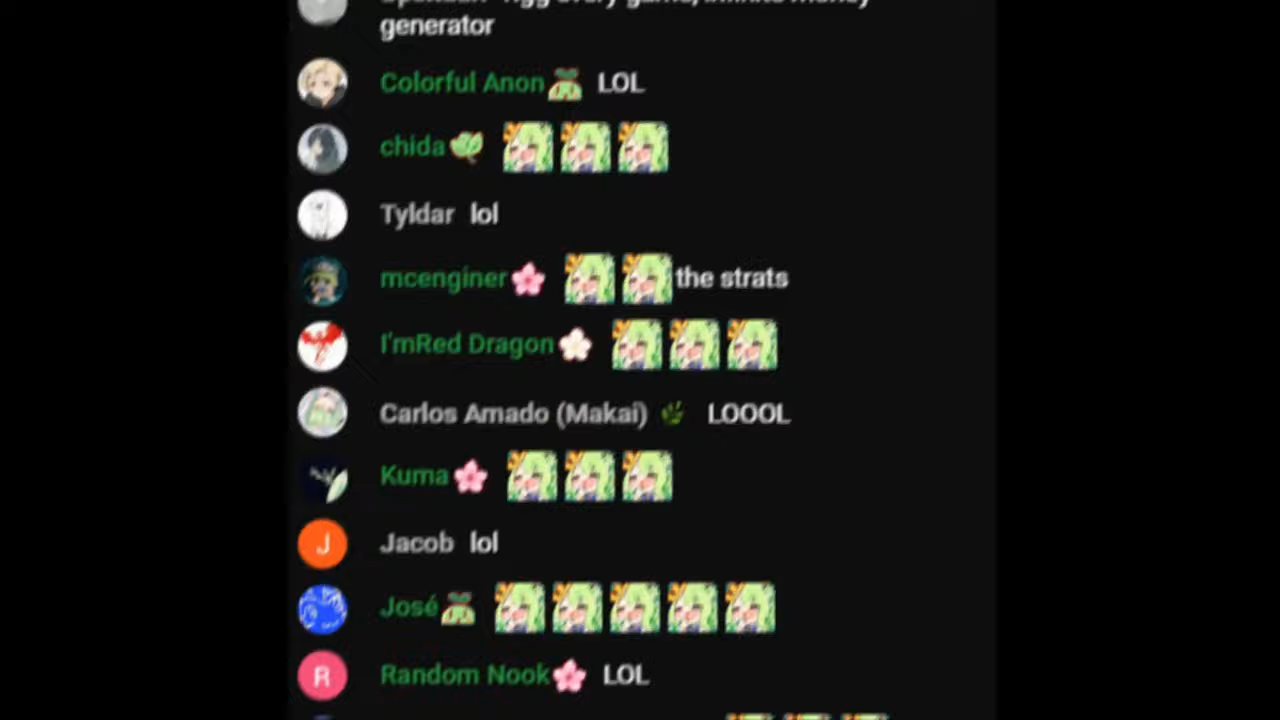 generator
Colorful Anon LOL
chida
Tyldar lol
mcenginer the strats
I'mRed Dragon
Carlos Amado (Makai) LOOOL
Kuma
J
Jacob lol
José
R
Random Nook LOL